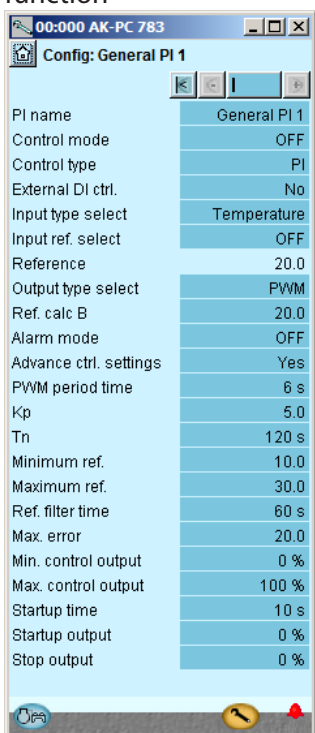 function
00:000 AK-PC 783
Config: General PI 1
PI name General PI 1
Control mode OFF
Control type PI
External DI ctrl. No
Input type select Temperature
Input ref. select OFF
Reference 20.0
Output type select PWM
Ref. calc B 20.0
Alarm mode OFF
Advance ctrl. settings Yes
PWM period time 6 s
Kp 5.0
Tn 120 s
Minimum ref. 10.0
Maximum ref. 30.0
Ref. filter time 60 s
Max. error 20.0
Min. control output 0 %
Max. control output 100 %
Startup time 10 s
Startup output 0 %
Stop output 0 %